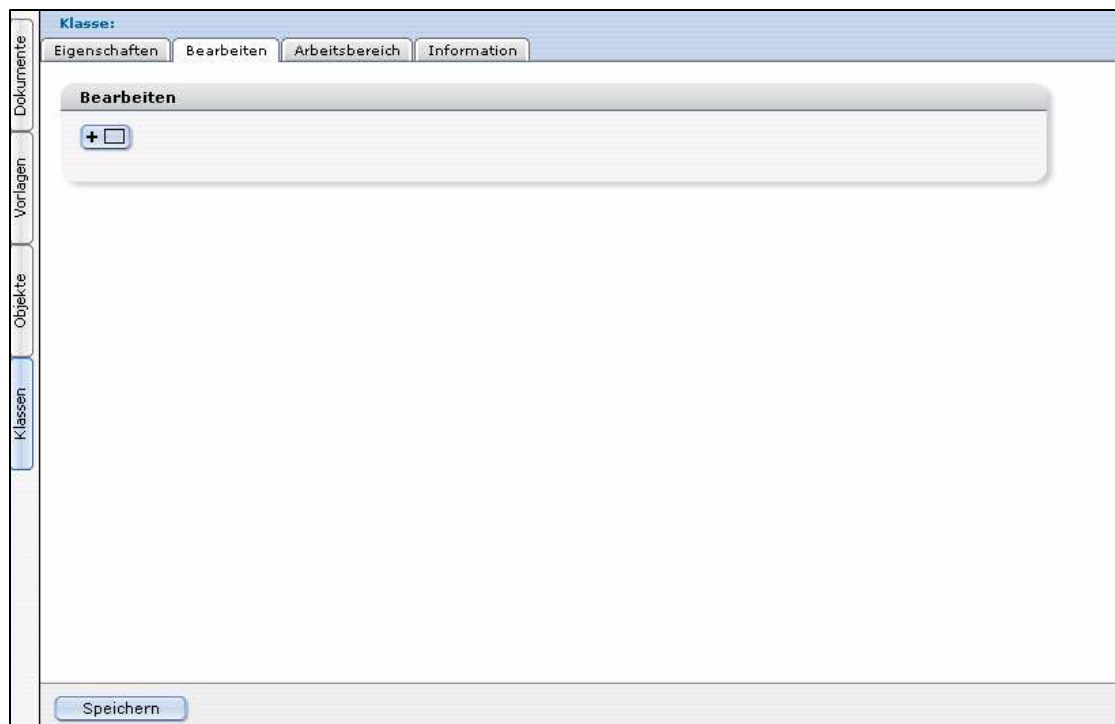 Klasse:
Eigenschaften Bearbeiten Arbeitsbereich Information
Bearbeiten
+
Dokumente
Vorlagen
Objekte
Klassen
Speichern